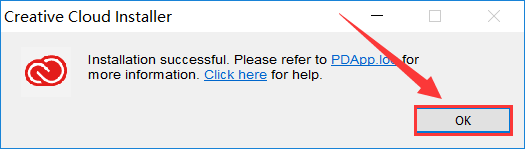 Creative Cloud Installer
Installation successful. Please refer to PDApp.log for
more information. Click here for help.
OK